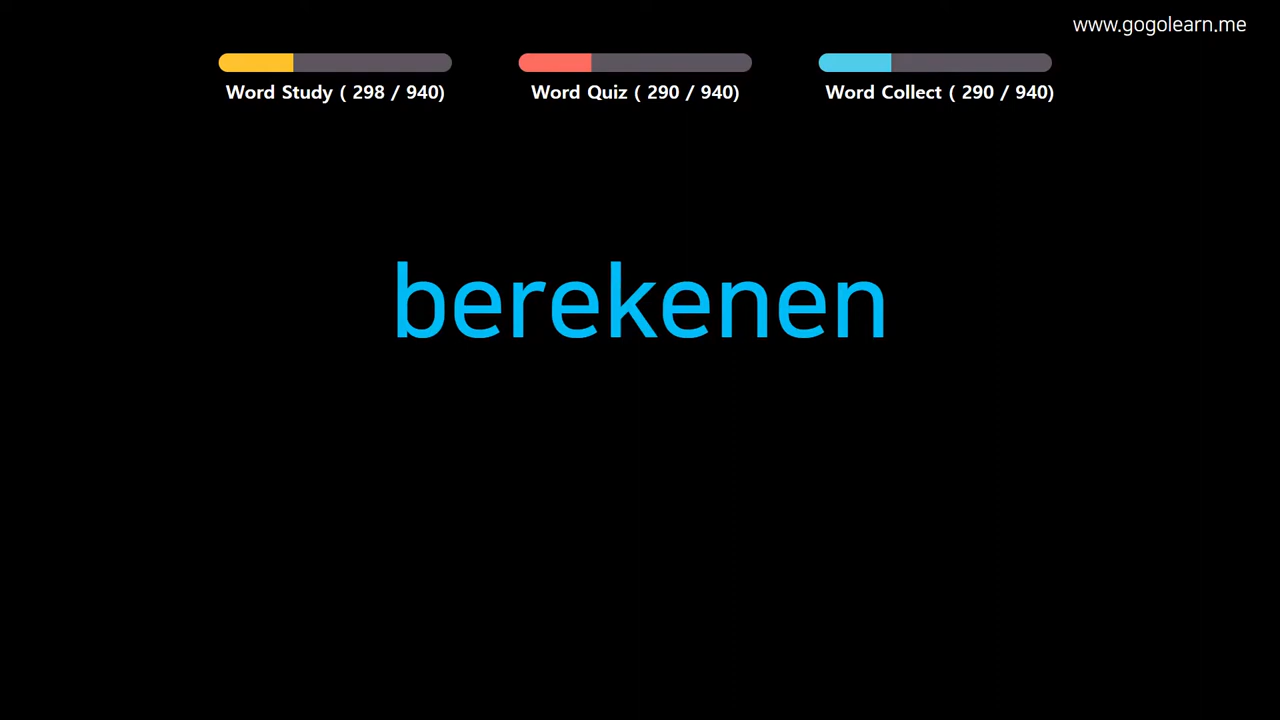 www.gogolearn.me
Word Study ( 298 / 940)
Word Quiz ( 290 / 940)
Word Collect ( 290 / 940)
berekenen